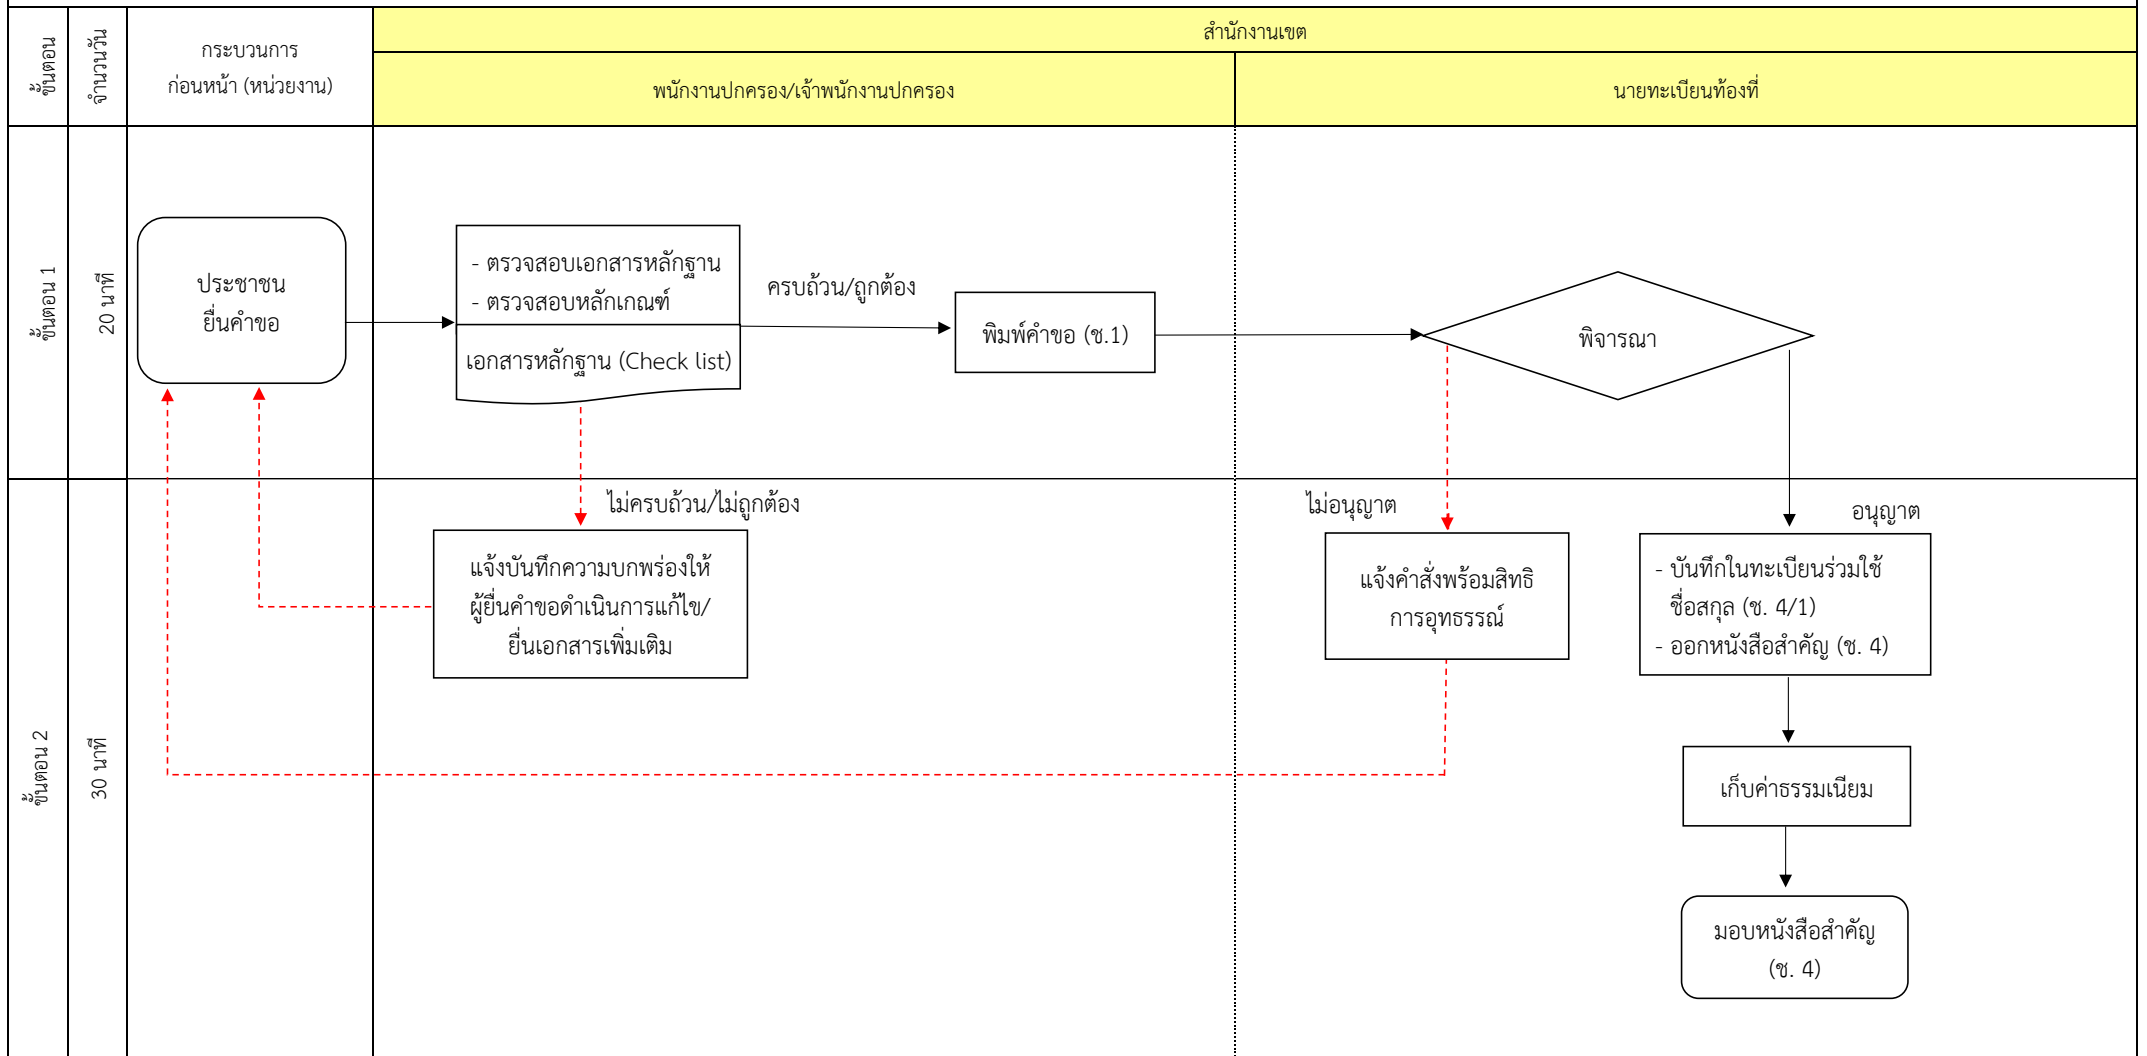 ขั้นตอน
จำนวนวัน
กระบวนการ
ก่อนหน้า (หน่วยงาน)
สำนักงานเขต
พนักงานปกครอง/เจ้าพนักงานปกครอง
นายทะเบียนท้องที่
ขั้นตอน 1
20 นาที
ประชาชน
ยื่นคำขอ
- ตรวจสอบเอกสารหลักฐาน
- ตรวจสอบหลักเกณฑ์
เอกสารหลักฐาน (Check list)
ครบถ้วน/ถูกต้อง
พิมพ์คำขอ (ช.1)
พิจารณา
ขั้นตอน 2
30 นาที
ไม่ครบถ้วน/ไม่ถูกต้อง
แจ้งบันทึกความบกพร่องให้
ผู้ยื่นคำขอดำเนินการแก้ไข/
ยื่นเอกสารเพิ่มเติม
ไม่อนุญาต
แจ้งคำสั่งพร้อมสิทธิ
การอุทธรรณ์
อนุญาต
- บันทึกในทะเบียนร่วมใช้
ชื่อสกุล (ช. 4/1)
- ออกหนังสือสำคัญ (ช. 4)
เก็บค่าธรรมเนียม
มอบหนังสือสำคัญ
(ช. 4)